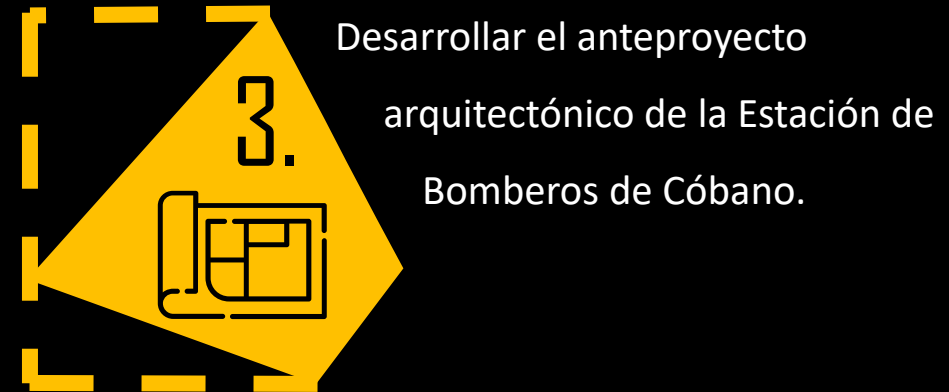 3.
Desarrollar el anteproyecto
arquitectónico de la Estación de
Bomberos de Cóbano.